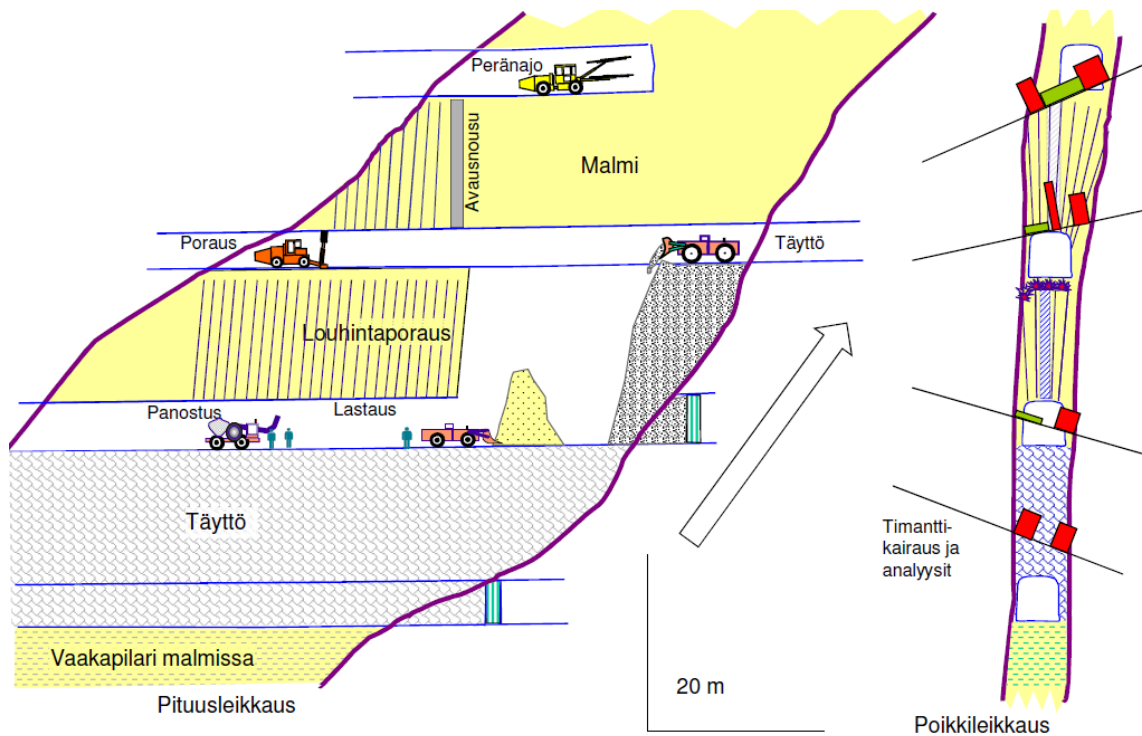 Peränajo
Avausnousu
Malmi
Poraus
Täyttö
Louhintaporaus
Panostus
Lastaus
Täyttö
Timantti-
kairaus ja
analyysit
Vaakapilari malmissa
20 m
Pituusleikkaus
Poikkileikkaus